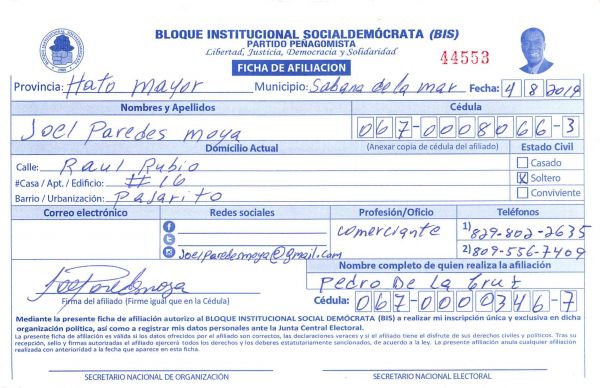 BLOQUE INSTITUCIONAL SOCIALDEMÓCRATA (BIS)
PARTIDO PEÑAGOMISTA
Libertad, Justicia, Democracia y Solidaridad
44553
FICHA DE AFILIACION
Provincia: Hato mayor Municipio: Sabana de la mar Fecha: 4 8 2019
Nombres y Apellidos Cédula
Joel Paredes moya 067-0008066-3
Domicilio Actual (Anexar copia de cédula del afiliado) Estado Civil
Calle: Raul Rubio Casado
#Casa / Apt. / Edificio: #16 X Soltero
Barrio / Urbanización: Pajarito Conviviente
Correo electrónico Redes sociales Profesión/Oficio Teléfonos
comerciante 1) 829-802-2635
Joelparedemoya@gmail.com 2) 809-556-7409
Nombre completo de quien realiza la afiliación
Pedro De La Cruz
Firma del afiliado (Firme igual que en la Cédula) Cédula: 067-0000346-7
Mediante la presente ficha de afiliación autorizo al BLOQUE INSTITUCIONAL SOCIAL DEMÓCRATA (BIS) a realizar mi inscripción única y exclusiva en dicha
organización política, así como a registrar mis datos personales ante la Junta Central Electoral.
La presente ficha de afiliación es válida si los datos ofrecidos por el afiliado son correctos, las declaraciones veraces y si el afiliado tiene el disfrute de sus derechos civiles y políticos. Tras su
recepción, sello y firmas autorizadas el afiliado ejercerá todos los derechos y los deberes estatutariamente sancionados, de acuerdo a la ley. La presente afiliación anula cualquier afiliación
realizada con anterioridad a la fecha que aparece en esta ficha.
SECRETARIO NACIONAL DE ORGANIZACIÓN SECRETARIO NACIONAL ELECTORAL